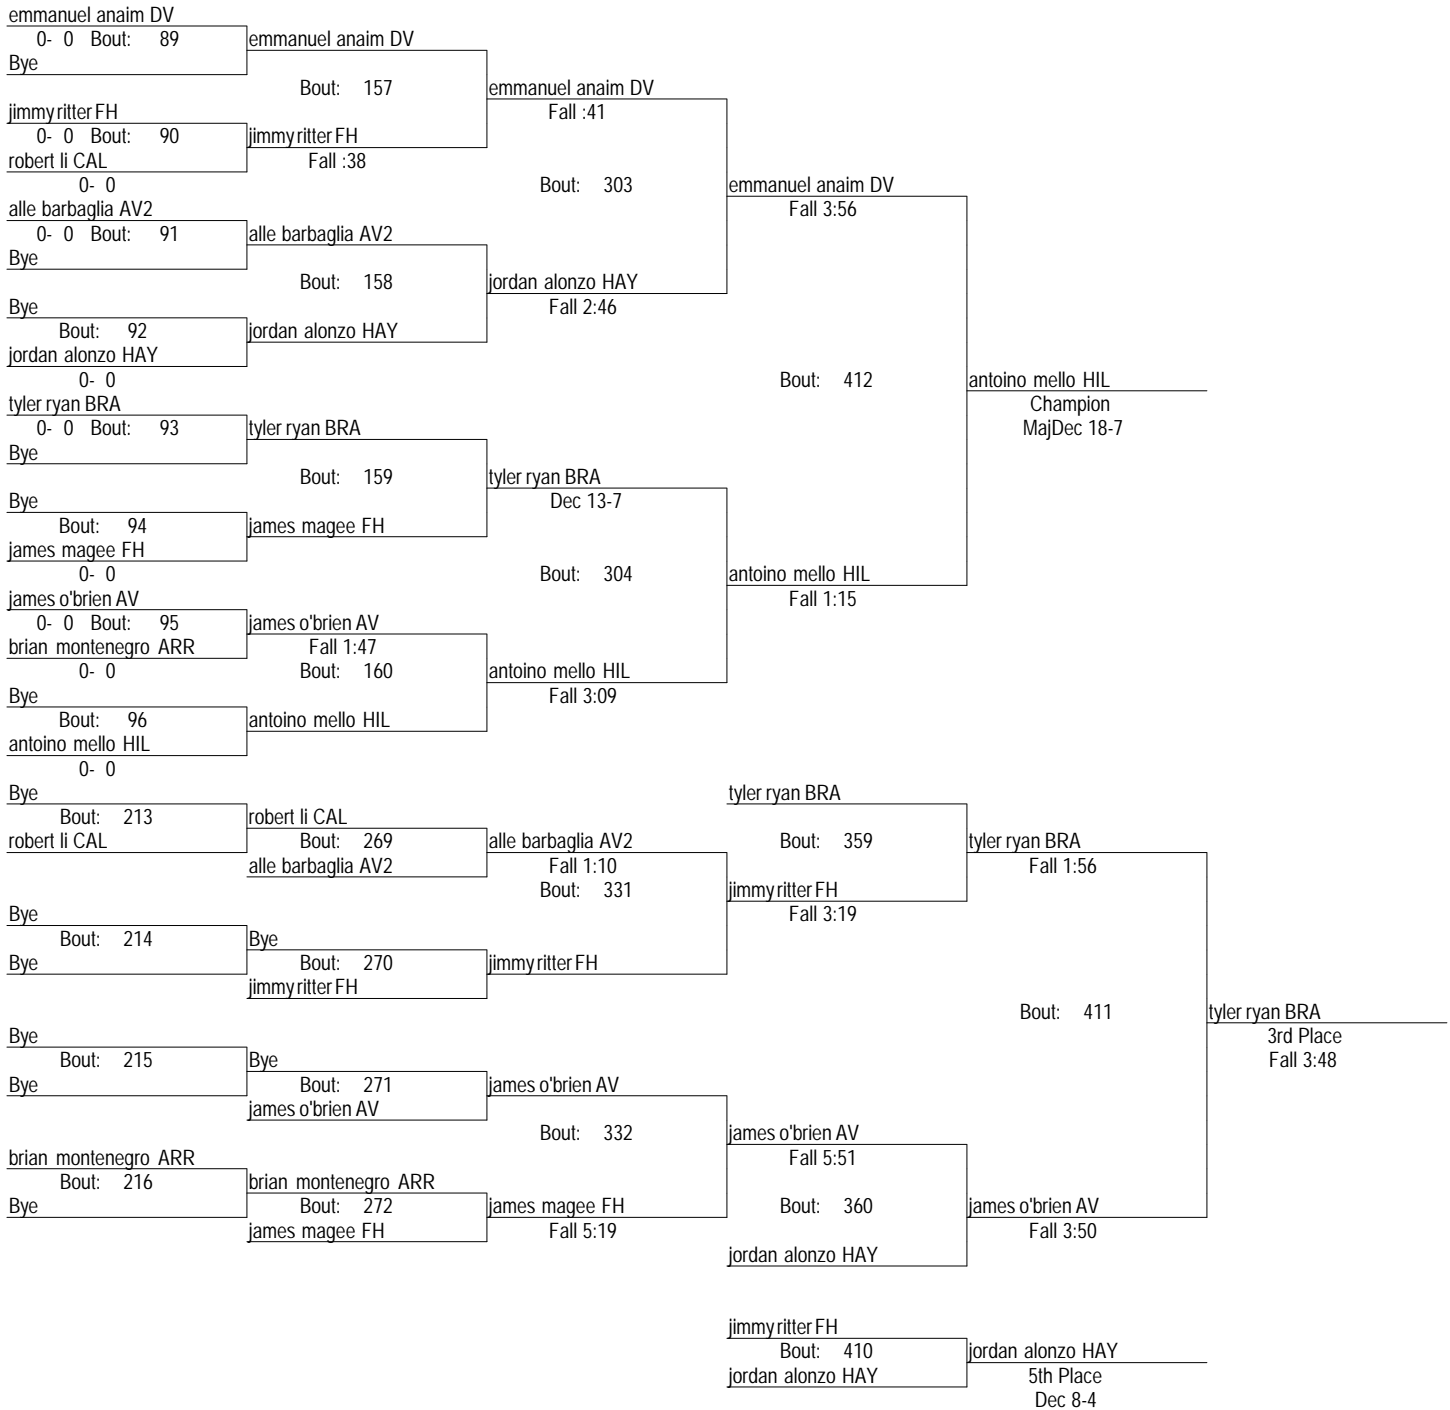 emmanuel anaim DV
0- 0 Bout: 89
Bye
emmanuel anaim DV
Bout: 157
jimmy ritter FH
0- 0 Bout: 90
robert li CAL
0- 0
jimmy ritter FH
Fall :38
emmanuel anaim DV
Fall :41
Bout: 303
alle barbaglia AV2
0- 0 Bout: 91
Bye
alle barbaglia AV2
Bout: 158
Bye
Bout: 92
jordan alonzo HAY
0- 0
jordan alonzo HAY
jordan alonzo HAY
Fall 2:46
emmanuel anaim DV
Fall 3:56
Bout: 412
tyler ryan BRA
0- 0 Bout: 93
Bye
tyler ryan BRA
Bout: 159
Bye
Bout: 94
james magee FH
0- 0
james magee FH
tyler ryan BRA
Dec 13-7
Bout: 304
james o'brien AV
0- 0 Bout: 95
brian montenegro ARR
0- 0
james o'brien AV
Fall 1:47
Bout: 160
Bye
Bout: 96
antoino mello HIL
0- 0
antoino mello HIL
antoino mello HIL
Fall 3:09
antoino mello HIL
Fall 1:15
antoino mello HIL
Champion
MajDec 18-7
Bye
Bout: 213
robert li CAL
robert li CAL
Bout: 269
alle barbaglia AV2
alle barbaglia AV2
Fall 1:10
Bout: 331
Bye
Bout: 214
Bye
Bye
Bout: 270
jimmy ritter FH
jimmy ritter FH
tyler ryan BRA
Bout: 359
jimmy ritter FH
Fall 3:19
tyler ryan BRA
Fall 1:56
Bout: 411
Bye
Bout: 215
Bye
Bye
Bout: 271
james o'brien AV
james o'brien AV
Bout: 332
brian montenegro ARR
Bout: 216
Bye
brian montenegro ARR
Bout: 272
james magee FH
james magee FH
Fall 5:19
james o'brien AV
Fall 5:51
Bout: 360
jordan alonzo HAY
james o'brien AV
Fall 3:50
tyler ryan BRA
3rd Place
Fall 3:48
jimmy ritter FH
Bout: 410
jordan alonzo HAY
jordan alonzo HAY
5th Place
Dec 8-4